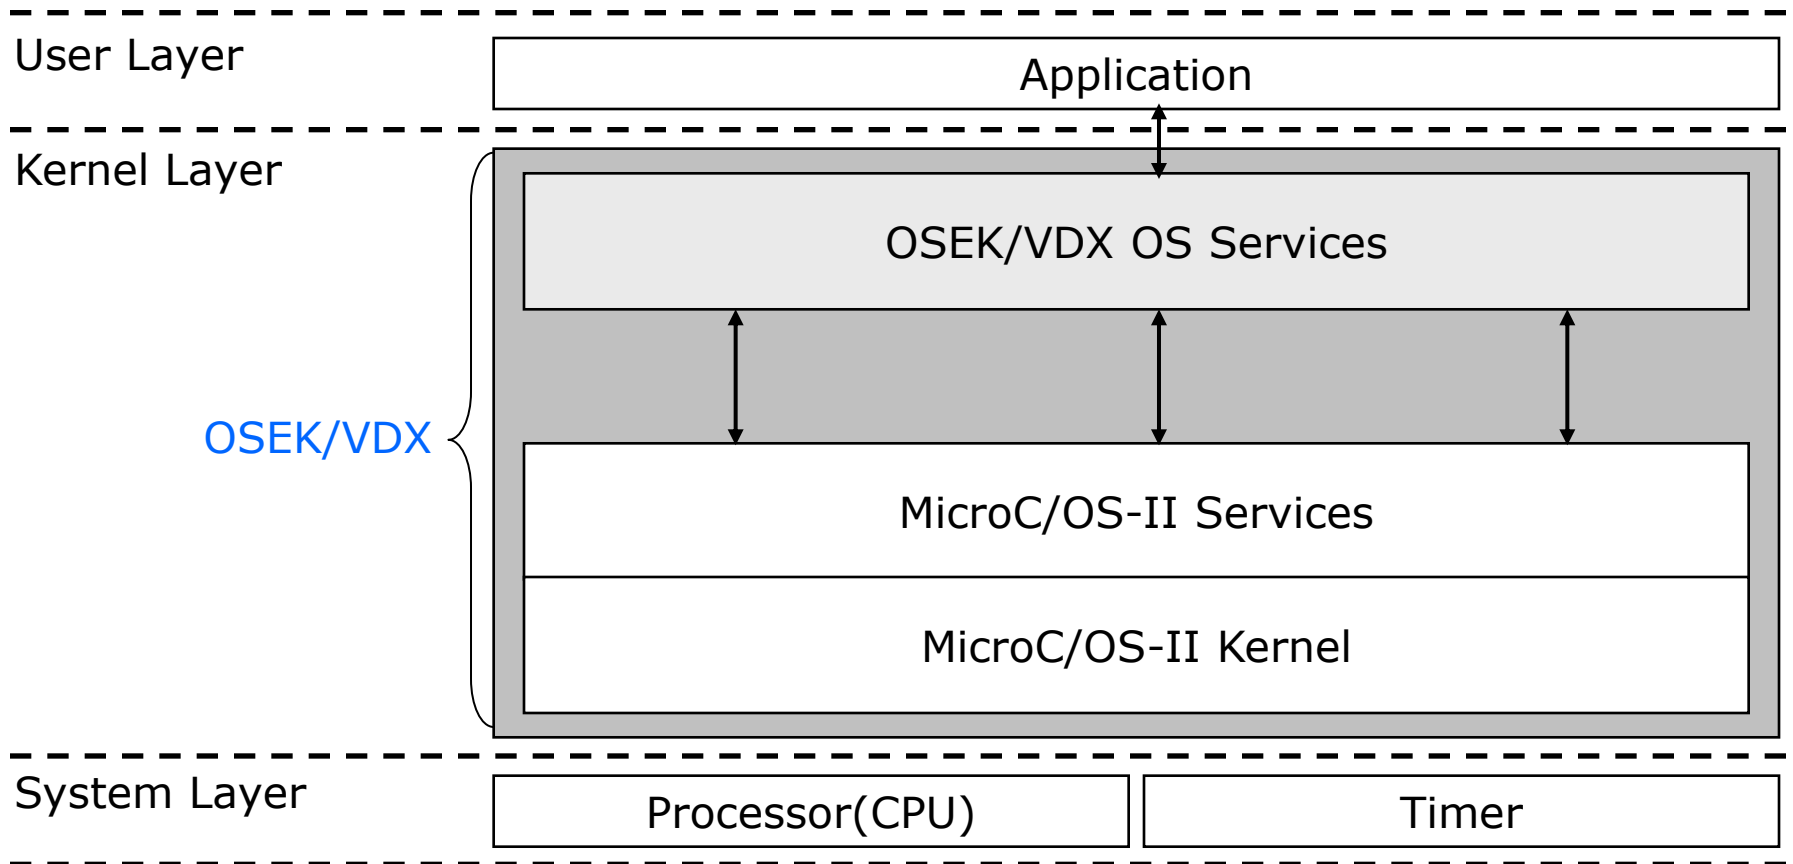 User Layer
Application
Kernel Layer
OSEK/VDX OS Services
OSEK/VDX
MicroC/OS-II Services
MicroC/OS-II Kernel
System Layer
Processor(CPU)
Timer